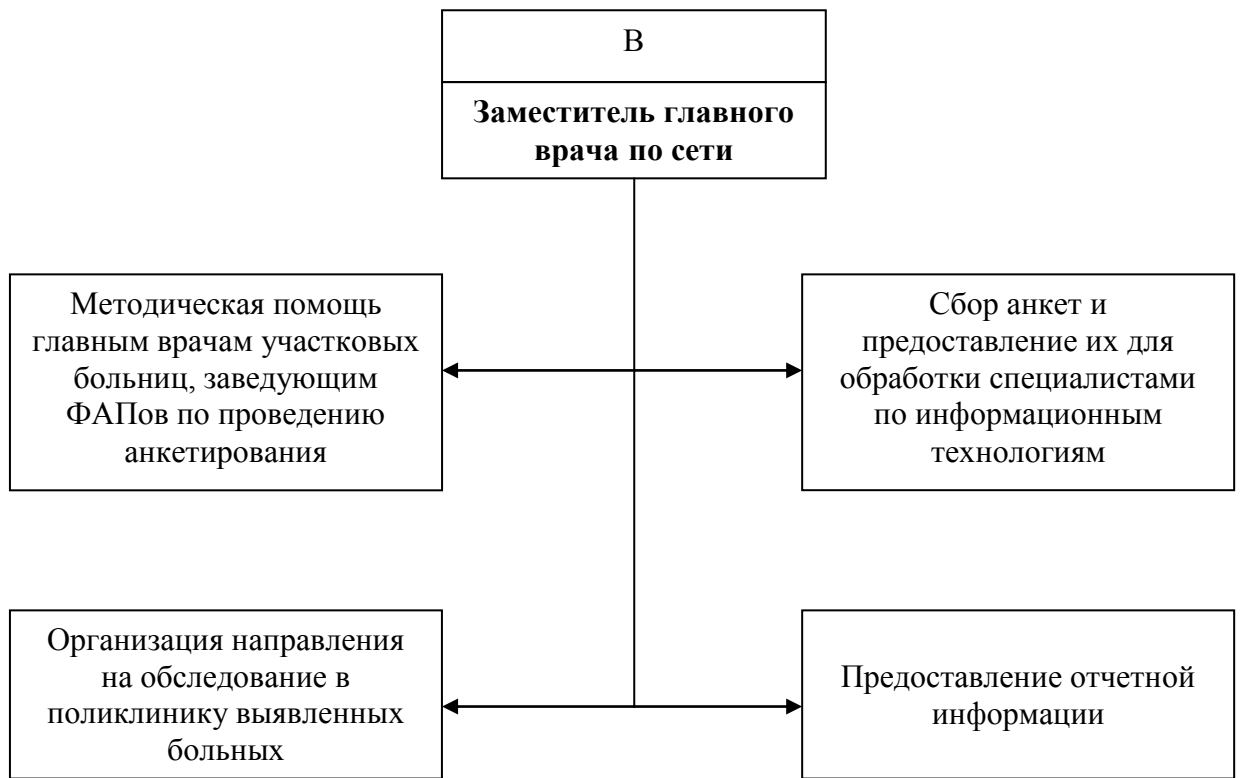 В
Заместитель главного
врача по сети
Методическая помощь
главным врачам участковых
больниц, заведующим
ФАПов по проведению
анкетирования
Сбор анкет и
предоставление их для
обработки специалистами
по информационным
технологиям
Организация направления
на обследование в
поликлинику выявленных
больных
Предоставление отчетной
информации